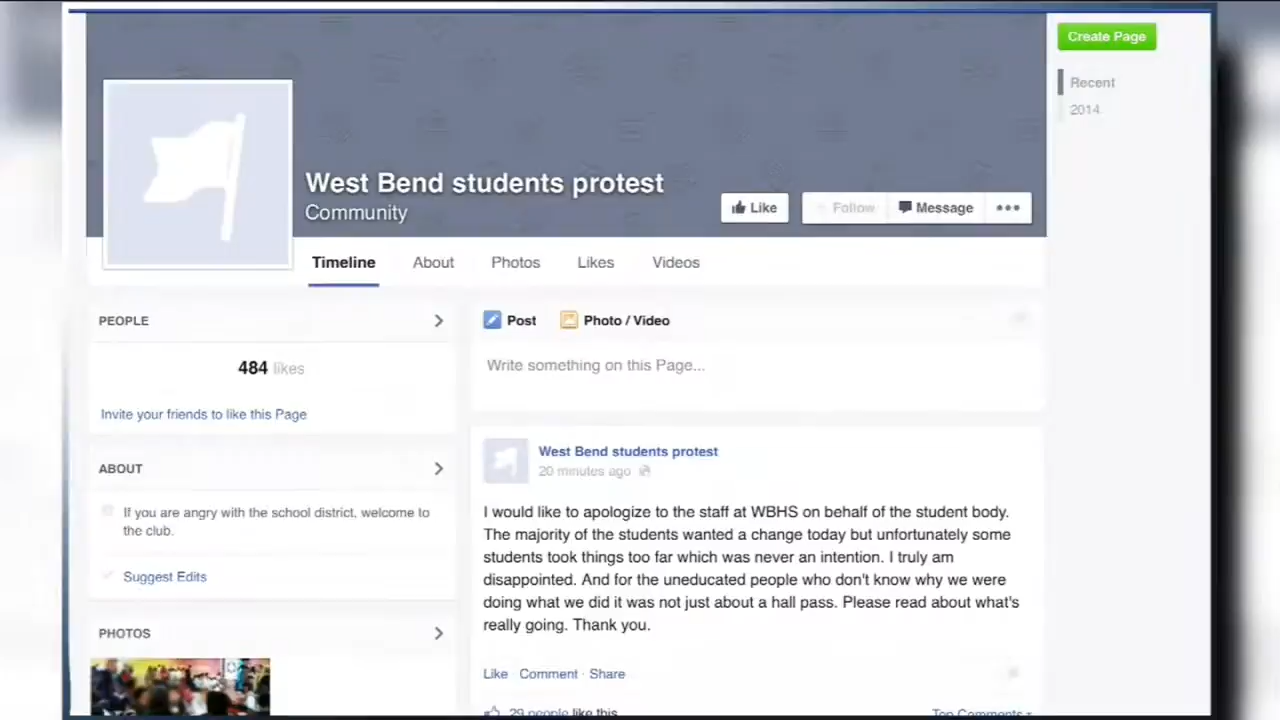 Create Page
Recent
2014
West Bend students protest
Community
Like
Follow
Message
Timeline
About
Photos
Likes
Videos
PEOPLE
484 likes
Invite your friends to like this Page
ABOUT
If you are angry with the school district, welcome to
the club.
Suggest Edits
PHOTOS
Post
Photo / Video
Write something on this Page...
West Bend students protest
20 minutes ago
I would like to apologize to the staff at WBHS on behalf of the student body.
The majority of the students wanted a change today but unfortunately some
students took things too far which was never an intention. I truly am
disappointed. And for the uneducated people who don't know why we were
doing what we did it was not just about a hall pass. Please read about what's
really going. Thank you.
Like · Comment · Share
29 people like this.
Top Comments